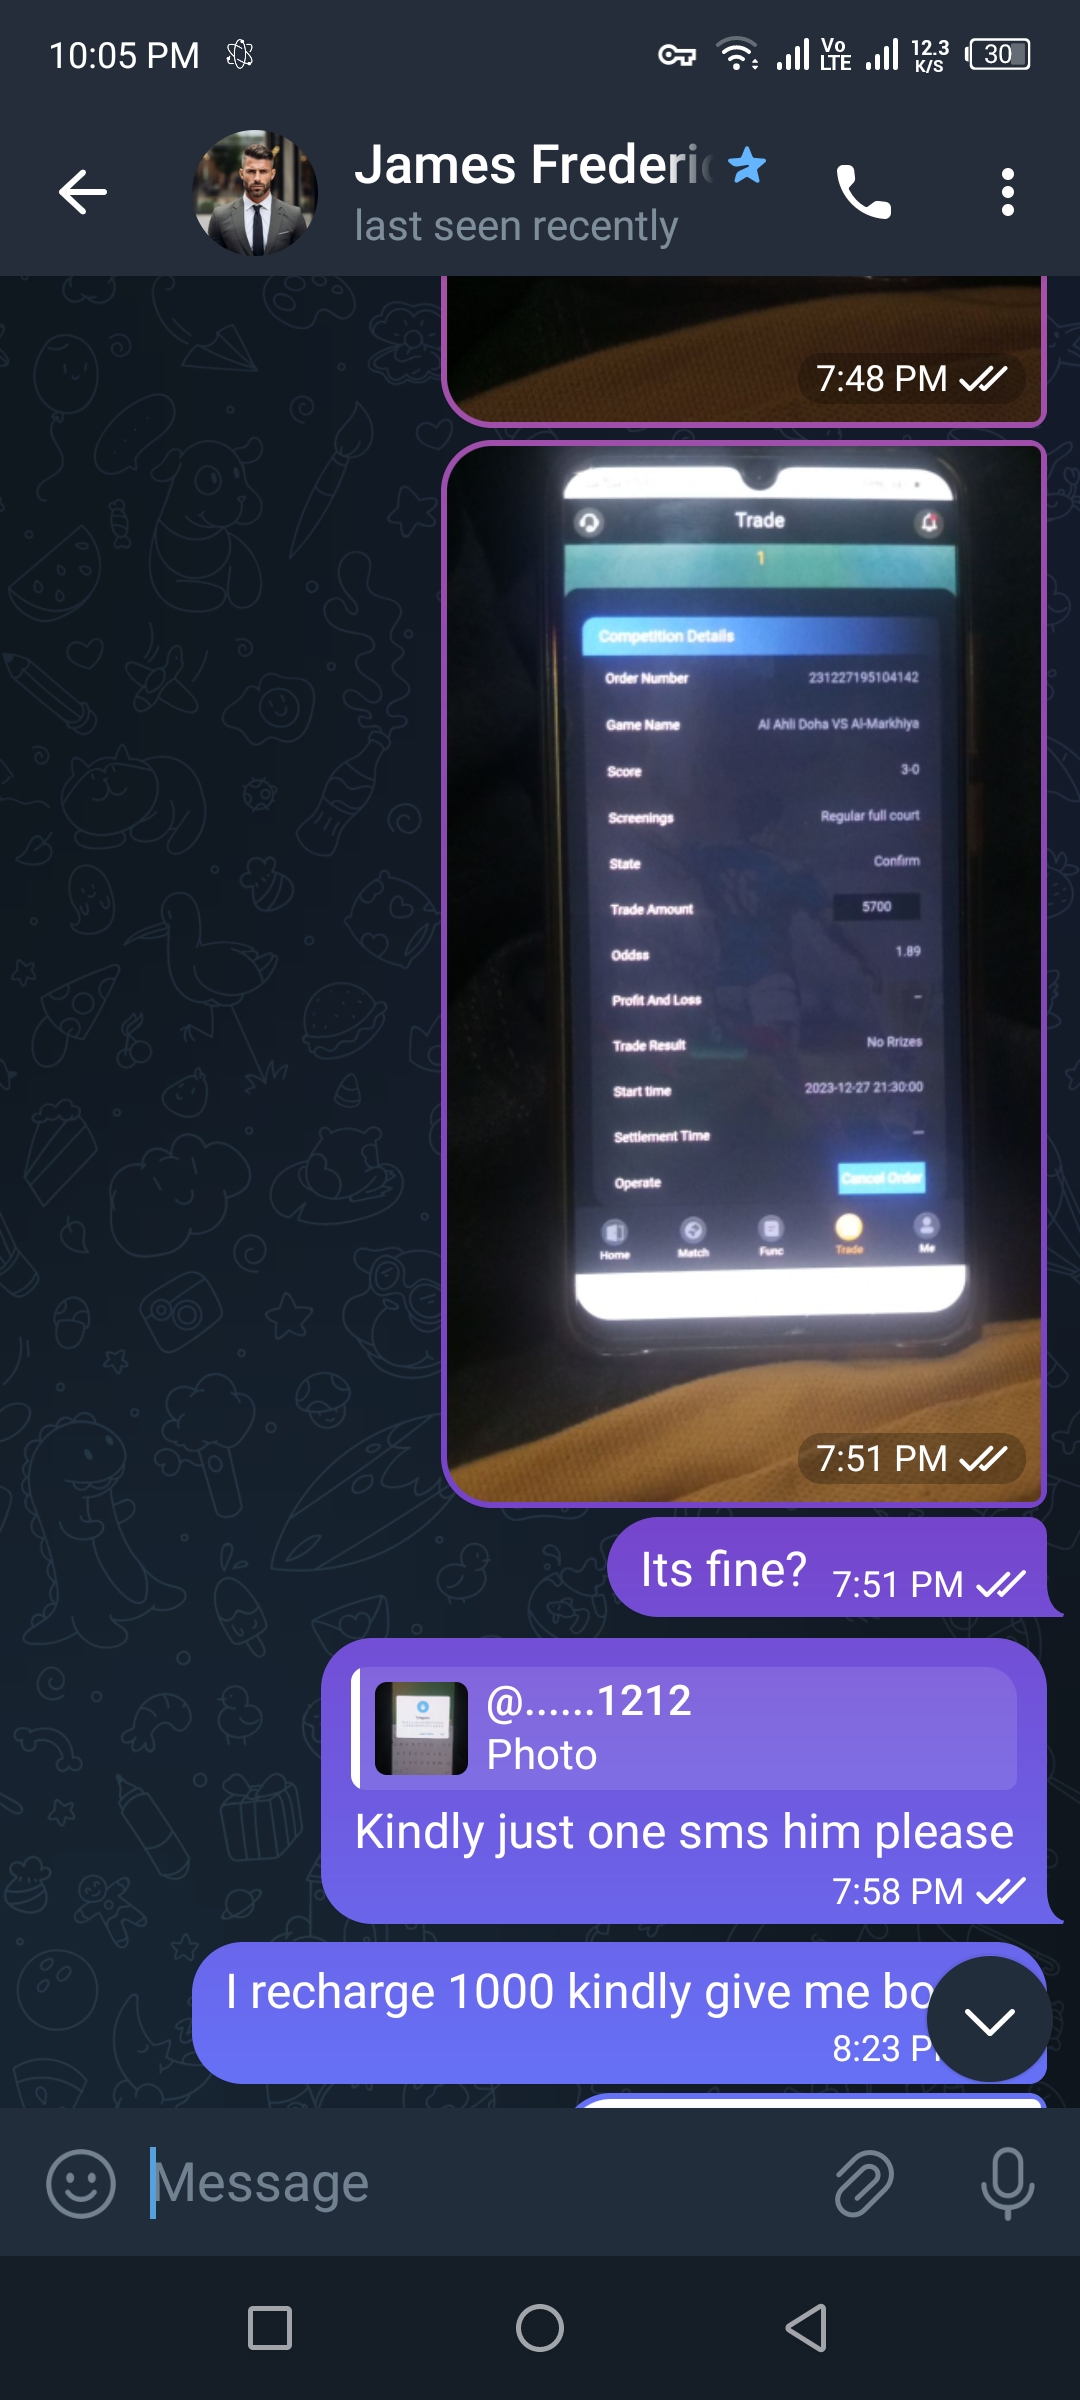 10:05 PM
Vo LTE
12.3 K/S
30
James Frederic
last seen recently
7:48 PM
Trade
1
Competition Details
Order Number 231227195104142
Game Name Al Ahli Doha VS Al-Markhiya
Score 3-0
Screenings Regular full court
State Confirm
Trade Amount 5700
Oddss 1.89
Profit And Loss --
Trade Result No Rrizes
Start time 2023-12-27 21:30:00
Settlement Time --
Operate Cancel Order
Home Match Func Trade Me
7:51 PM
Its fine? 7:51 PM
@......1212
Photo
Kindly just one sms him please
7:58 PM
I recharge 1000 kindly give me bo
8:23 P
Message